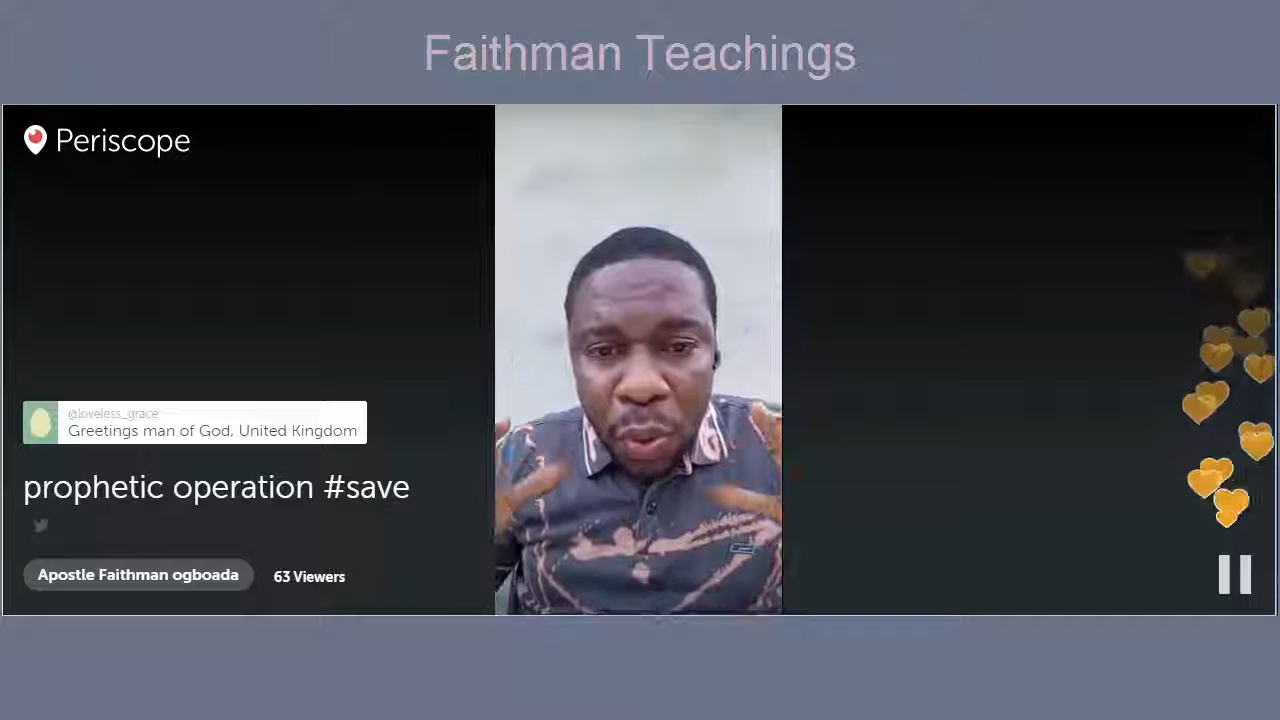 Faithman Teachings
Periscope
@loveless_grace
Greetings man of God, United Kingdom
prophetic operation #save
Apostle Faithman ogboada
63 Viewers